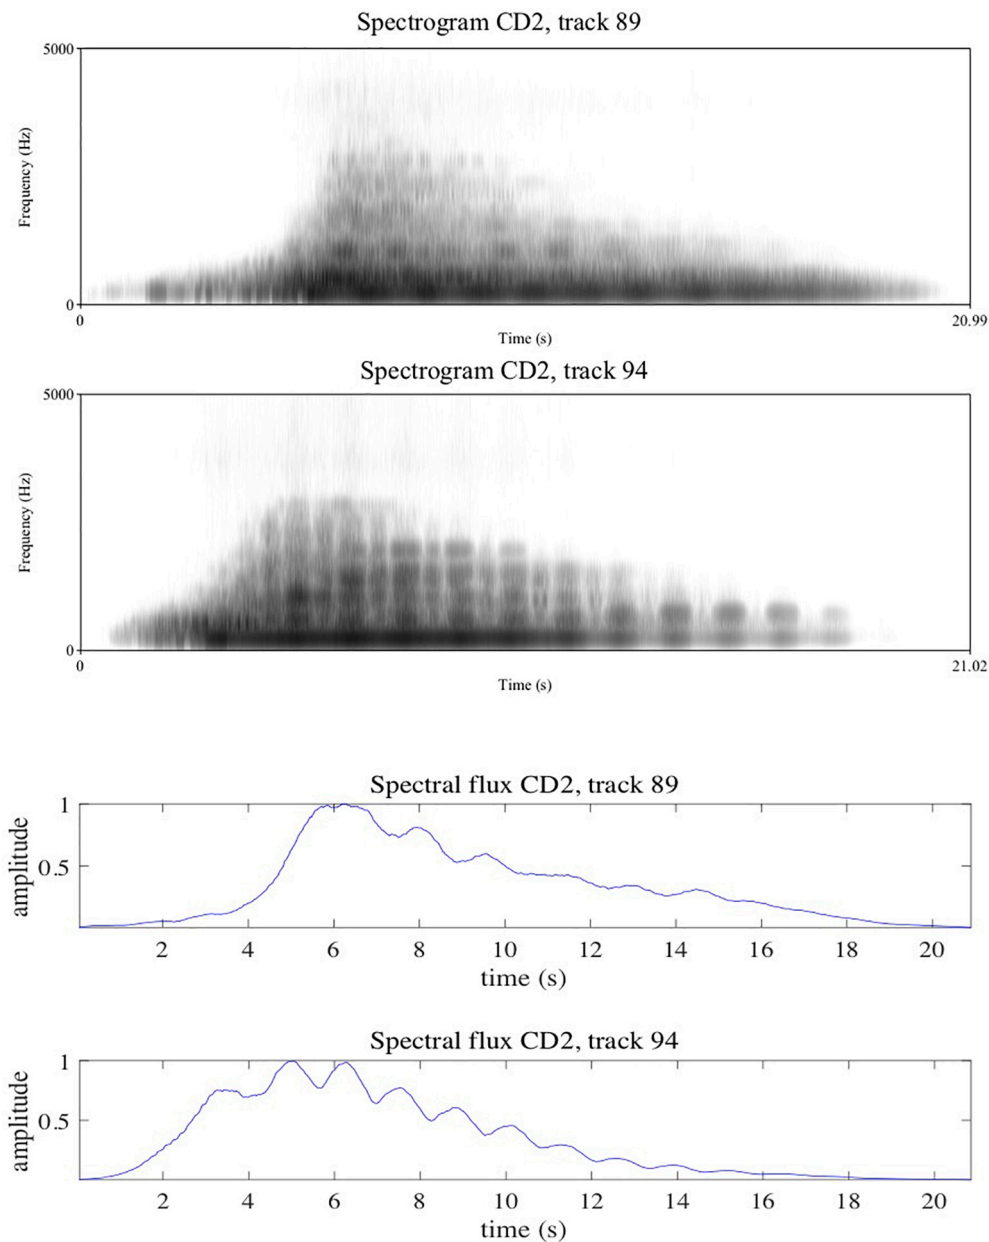 Spectrogram CD2, track 89
5000
Frequency (Hz)
0
0 20.99
Time (s)
Spectrogram CD2, track 94
5000
Frequency (Hz)
0
0 21.02
Time (s)
Spectral flux CD2, track 89
1
amplitude
0.5
2 4 6 8 10 12 14 16 18 20
time (s)
Spectral flux CD2, track 94
1
amplitude
0.5
2 4 6 8 10 12 14 16 18 20
time (s)